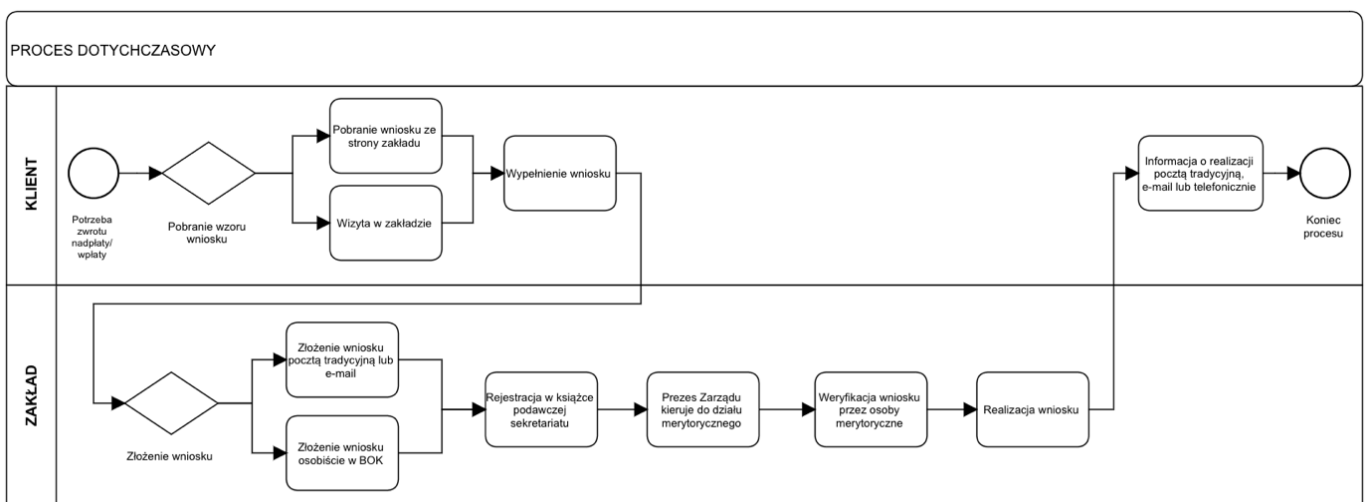 PROCES DOTYCHCZASOWY
KLIENT
Potrzeba
zwrotu
nadpłaty/
wpłaty
Pobranie wzoru
wniosku
Pobranie wniosku ze
strony zakładu
Wizyta w zakładzie
Wypełnienie wniosku
Informacja o realizacji
pocztą tradycyjną,
e-mail lub telefonicznie
Koniec
procesu
ZAKŁAD
Złożenie wniosku
Złożenie wniosku
pocztą tradycyjną lub
e-mail
Złożenie wniosku
osobiście w BOK
Rejestracja w książce
podawczej
sekretariatu
Prezes Zarządu
kieruje do działu
merytorycznego
Weryfikacja wniosku
przez osoby
merytoryczne
Realizacja wniosku